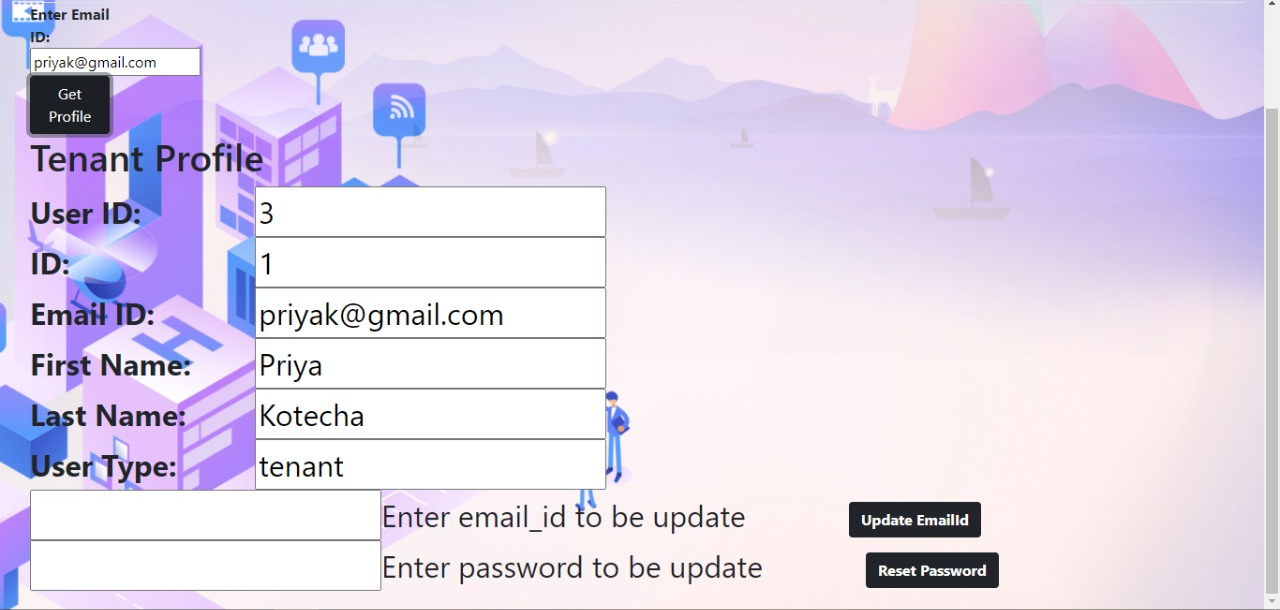 Enter Email
ID:
priyak@gmail.com
Get
Profile
Tenant Profile
User ID: 3
ID: 1
Email ID: priyak@gmail.com
First Name: Priya
Last Name: Kotecha
User Type: tenant
Enter email_id to be update Update EmailId
Enter password to be update Reset Password